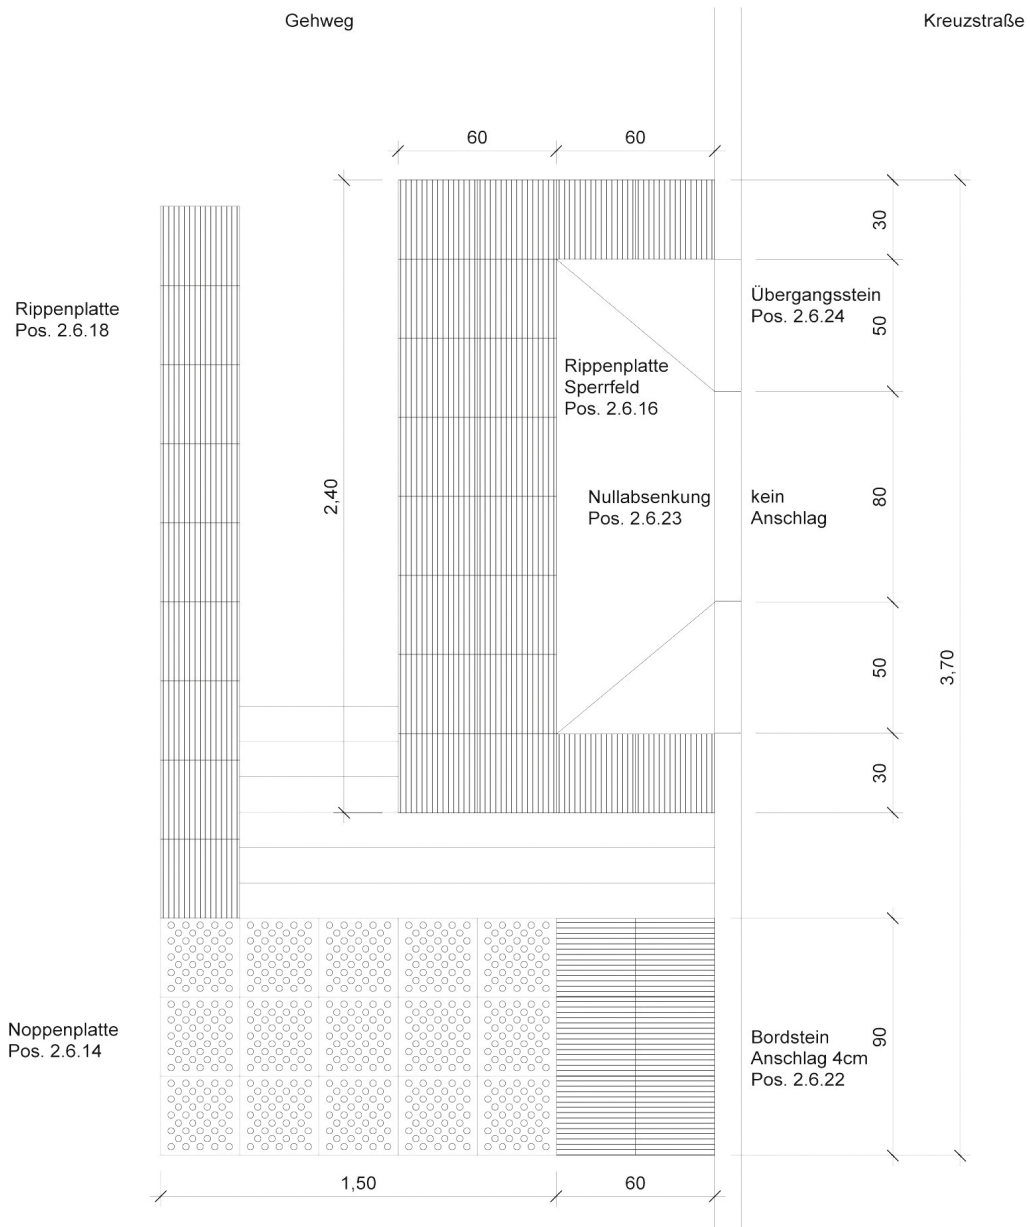 Gehweg
Kreuzstraße
60
60
30
Rippenplatte
Pos. 2.6.18
Übergangsstein
Pos. 2.6.24
50
Rippenplatte
Sperrfeld
Pos. 2.6.16
2,40
Nullabsenkung
Pos. 2.6.23
kein
Anschlag
80
50
3,70
30
Noppenplatte
Pos. 2.6.14
Bordstein
Anschlag 4cm
Pos. 2.6.22
90
1,50
60